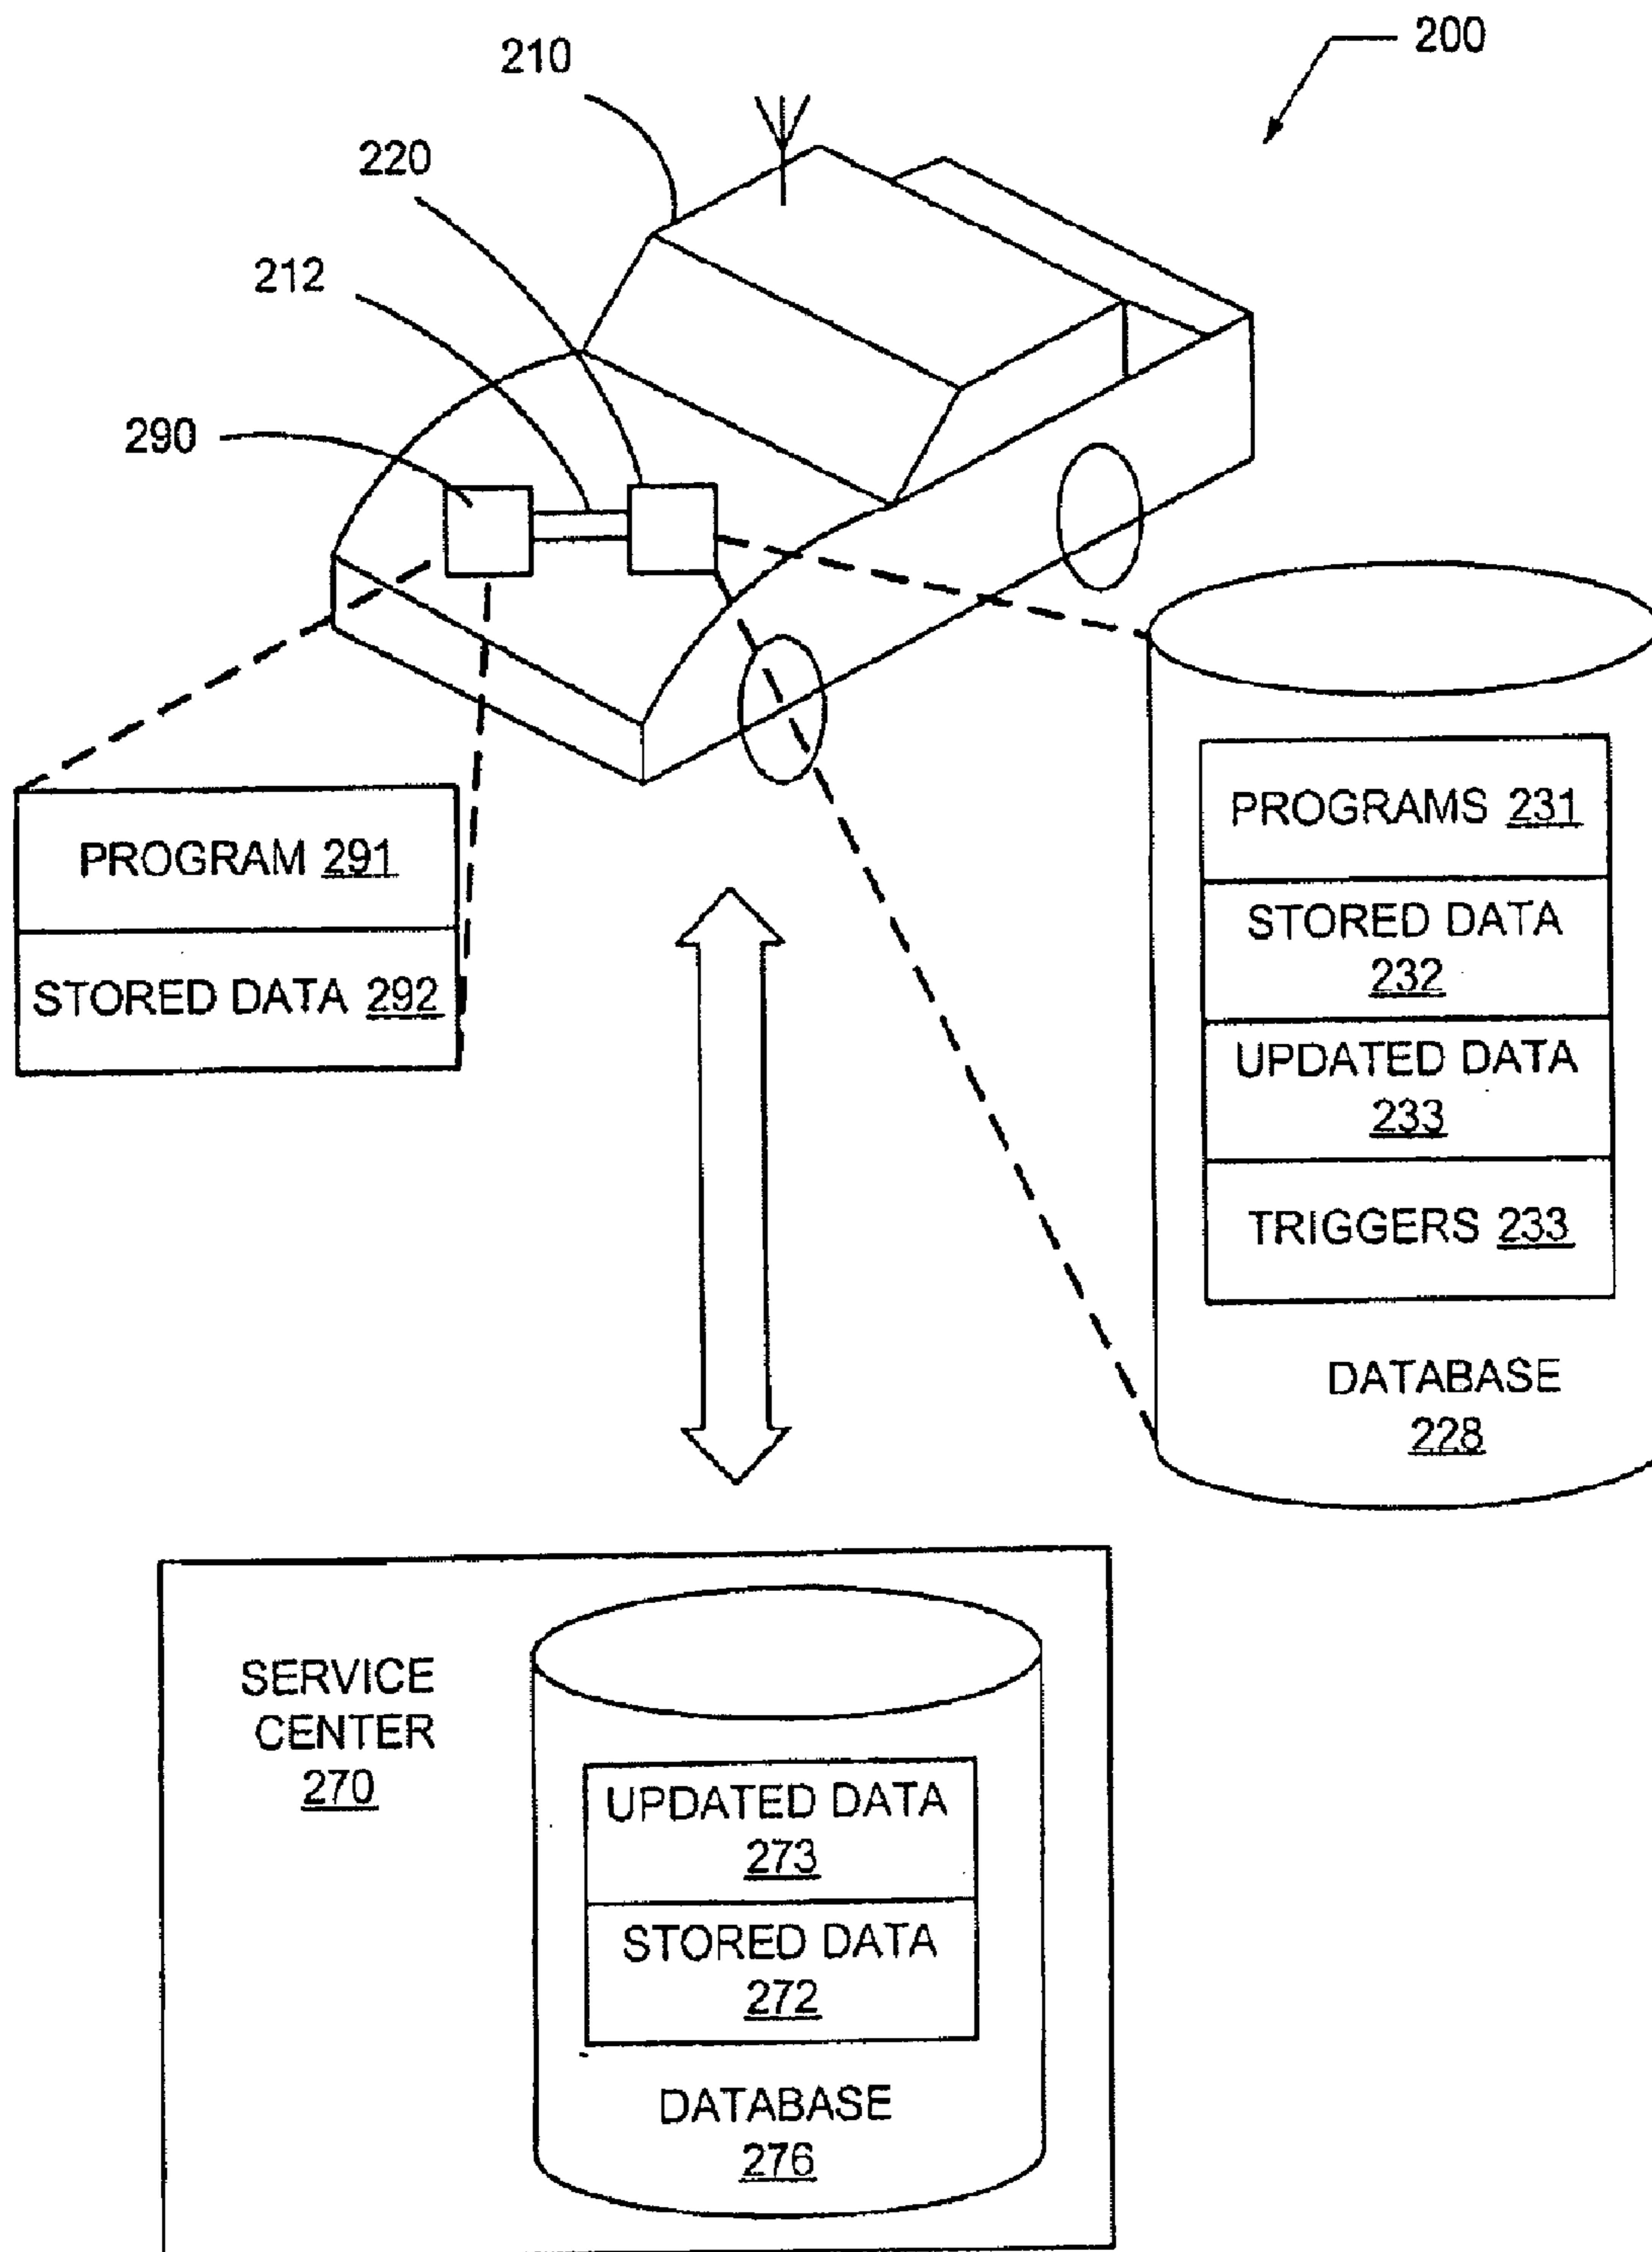 200
210
220
212
290
PROGRAM 291
STORED DATA 292
PROGRAMS 231
STORED DATA
232
UPDATED DATA
233
TRIGGERS 233
DATABASE
228
SERVICE
CENTER
270
UPDATED DATA
273
STORED DATA
272
DATABASE
276